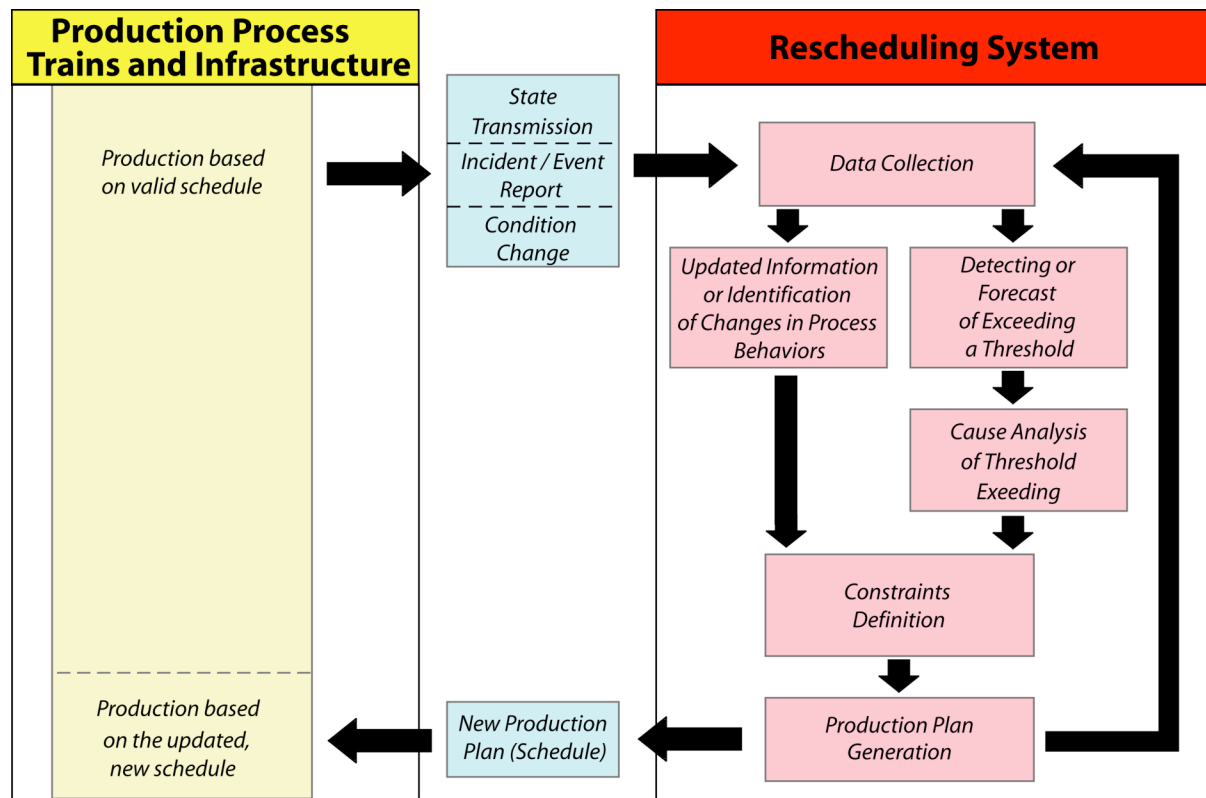 Production Process
Trains and Infrastructure
Rescheduling System
Production based
on valid schedule
State
Transmission
Incident / Event
Report
Condition
Change
Data Collection
Updated Information
or Identification
of Changes in Process
Behaviors
Detecting or
Forecast
of Exceeding
a Threshold
Cause Analysis
of Threshold
Exeeding
Constraints
Definition
Production based
on the updated,
new schedule
New Production
Plan (Schedule)
Production Plan
Generation